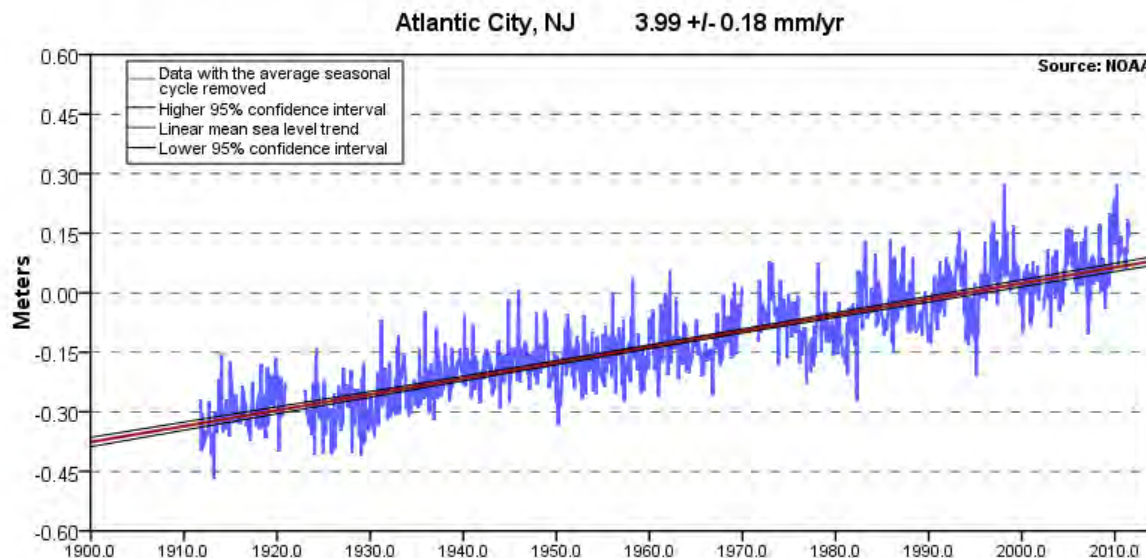 Atlantic City, NJ 3.99 +/- 0.18 mm/yr
Source: NOAA
Data with the average seasonal
cycle removed
Higher 95% confidence interval
Linear mean sea level trend
Lower 95% confidence interval
Meters
0.60
0.45
0.30
0.15
0.00
-0.15
-0.30
-0.45
-0.60
1900.0 1910.0 1920.0 1930.0 1940.0 1950.0 1960.0 1970.0 1980.0 1990.0 2000.0 2010.0